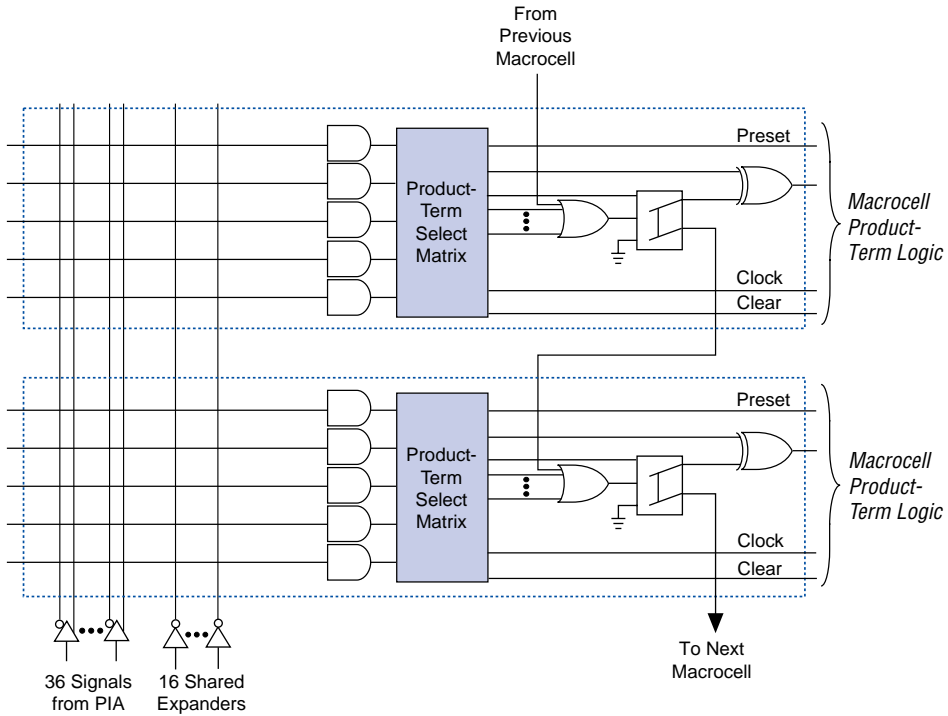 From
Previous
Macrocell
Preset
Product-
Term
Select
Matrix
Macrocell
Product-
Term Logic
Clock
Clear
Preset
Product-
Term
Select
Matrix
Macrocell
Product-
Term Logic
Clock
Clear
36 Signals
from PIA
16 Shared
Expanders
To Next
Macrocell